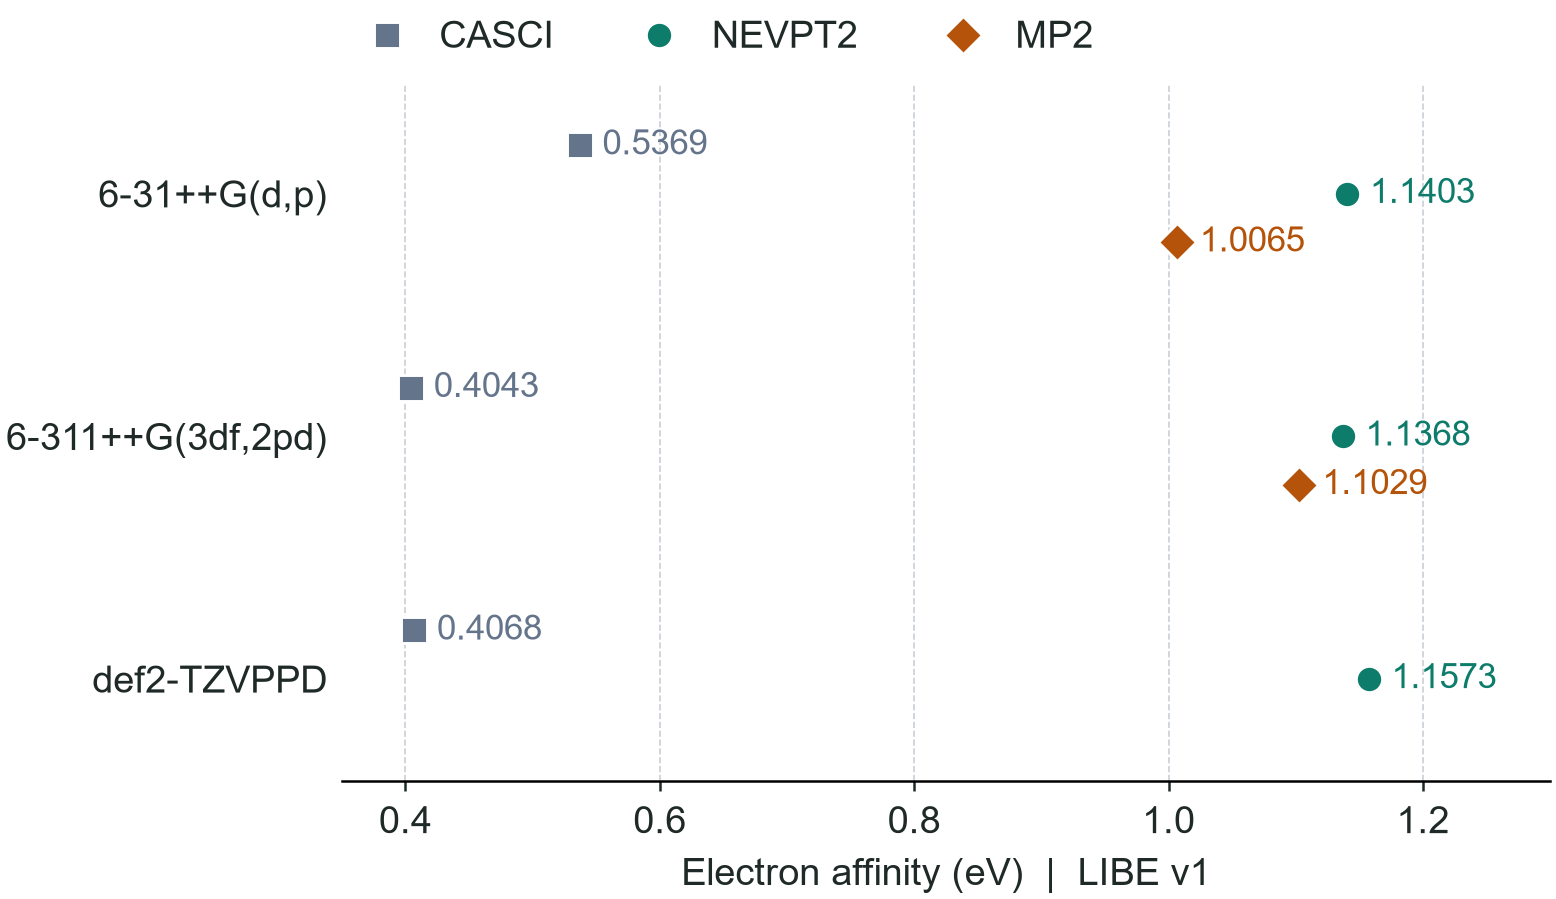 CASCI NEVPT2 MP2
0.5369
6-31++G(d,p) 1.1403
1.0065
0.4043
6-311++G(3df,2pd) 1.1368
1.1029
0.4068
def2-TZVPPD 1.1573
0.4 0.6 0.8 1.0 1.2
Electron affinity (eV) | LIBE v1